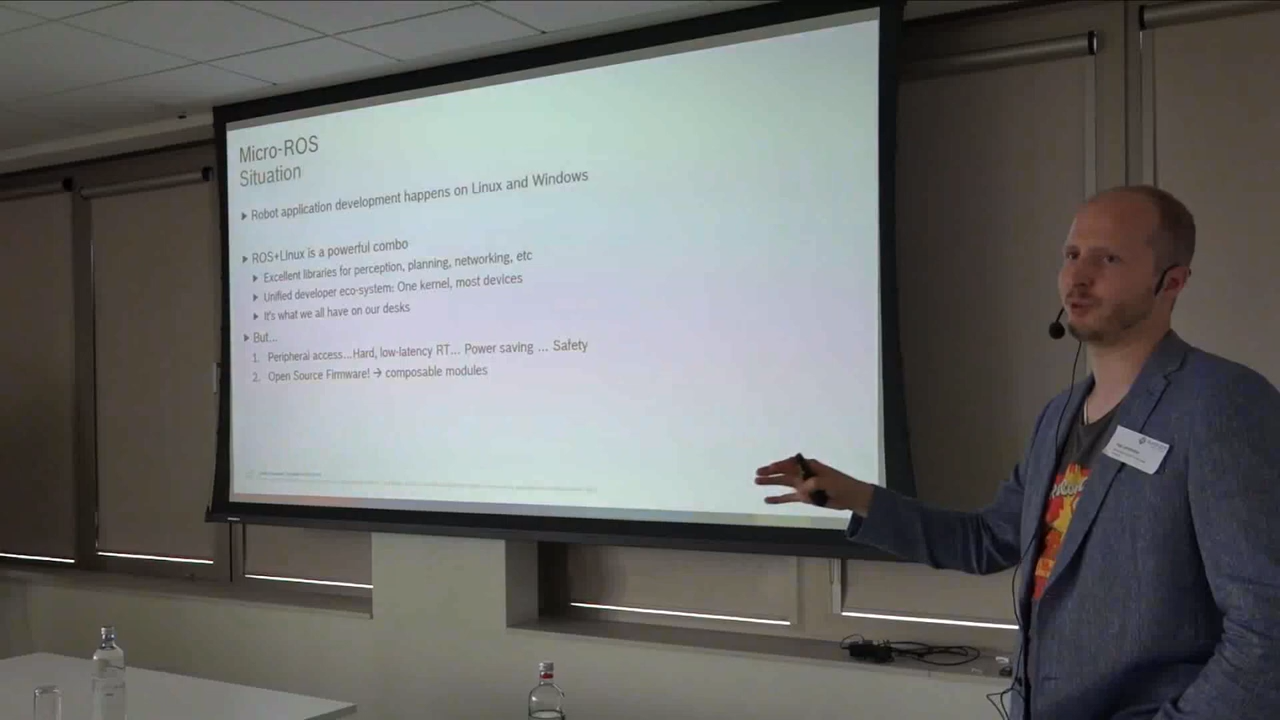 Micro-ROS
Situation
Robot application development happens on Linux and Windows
ROS+Linux is a powerful combo
Excellent libraries for perception, planning, networking, etc
Unified developer eco-system: One kernel, most devices
It's what we all have on our desks
But...
1. Peripheral access...Hard, low-latency RT... Power saving ... Safety
2. Open Source Firmware! → composable modules